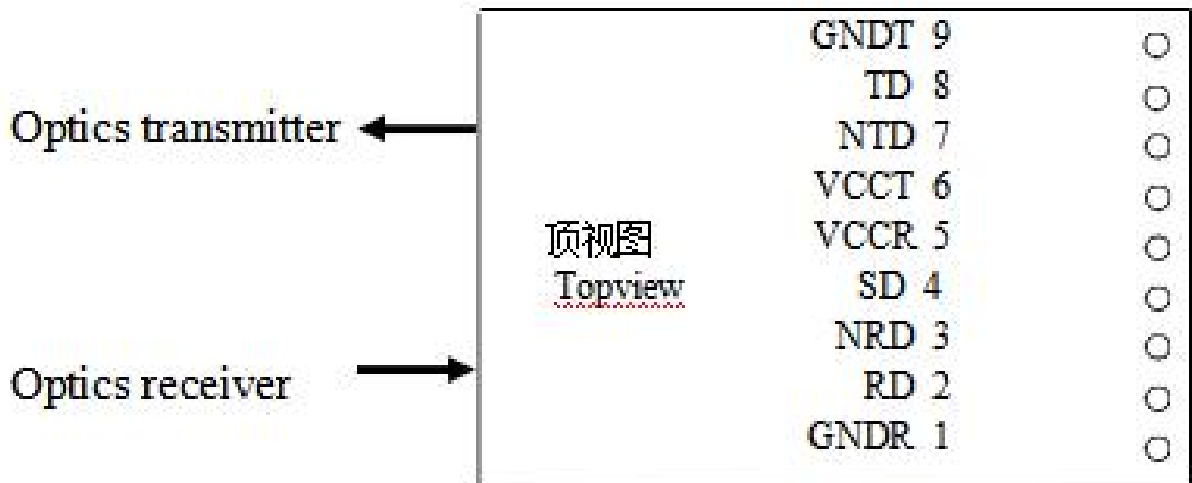 GNDT 9
TD 8
Optics transmitter
NTD 7
VCCT 6
顶视图
VCCR 5
Topview
SD 4
NRD 3
Optics receiver
RD 2
GNDR 1